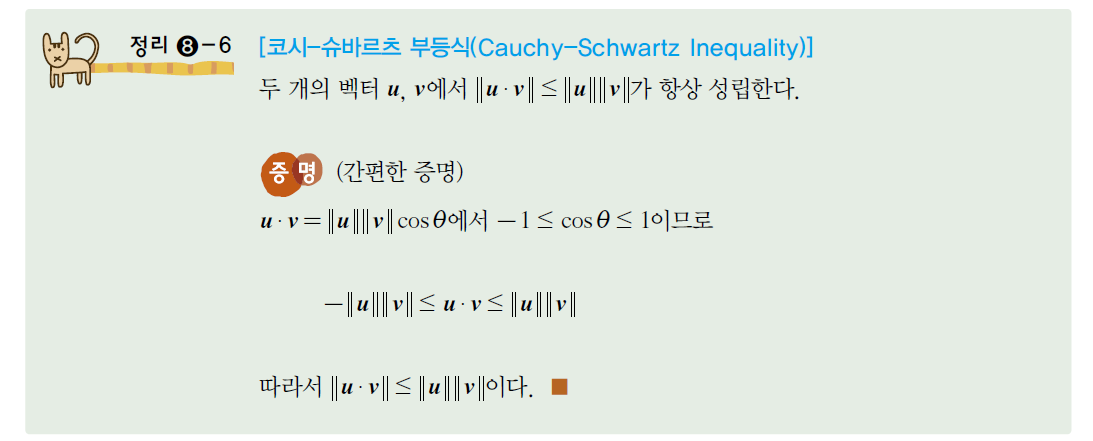 정리 ❽-6 [코시-슈바르츠 부등식(Cauchy-Schwartz Inequality)]
두 개의 벡터 u, v에서 ‖u · v‖ ≤ ‖u‖‖v‖가 항상 성립한다.
증명 (간편한 증명)
u · v = ‖u‖‖v‖ cos θ에서 -1 ≤ cos θ ≤ 1이므로
-‖u‖‖v‖ ≤ u · v ≤ ‖u‖‖v‖
따라서 ‖u · v‖ ≤ ‖u‖‖v‖이다. ■